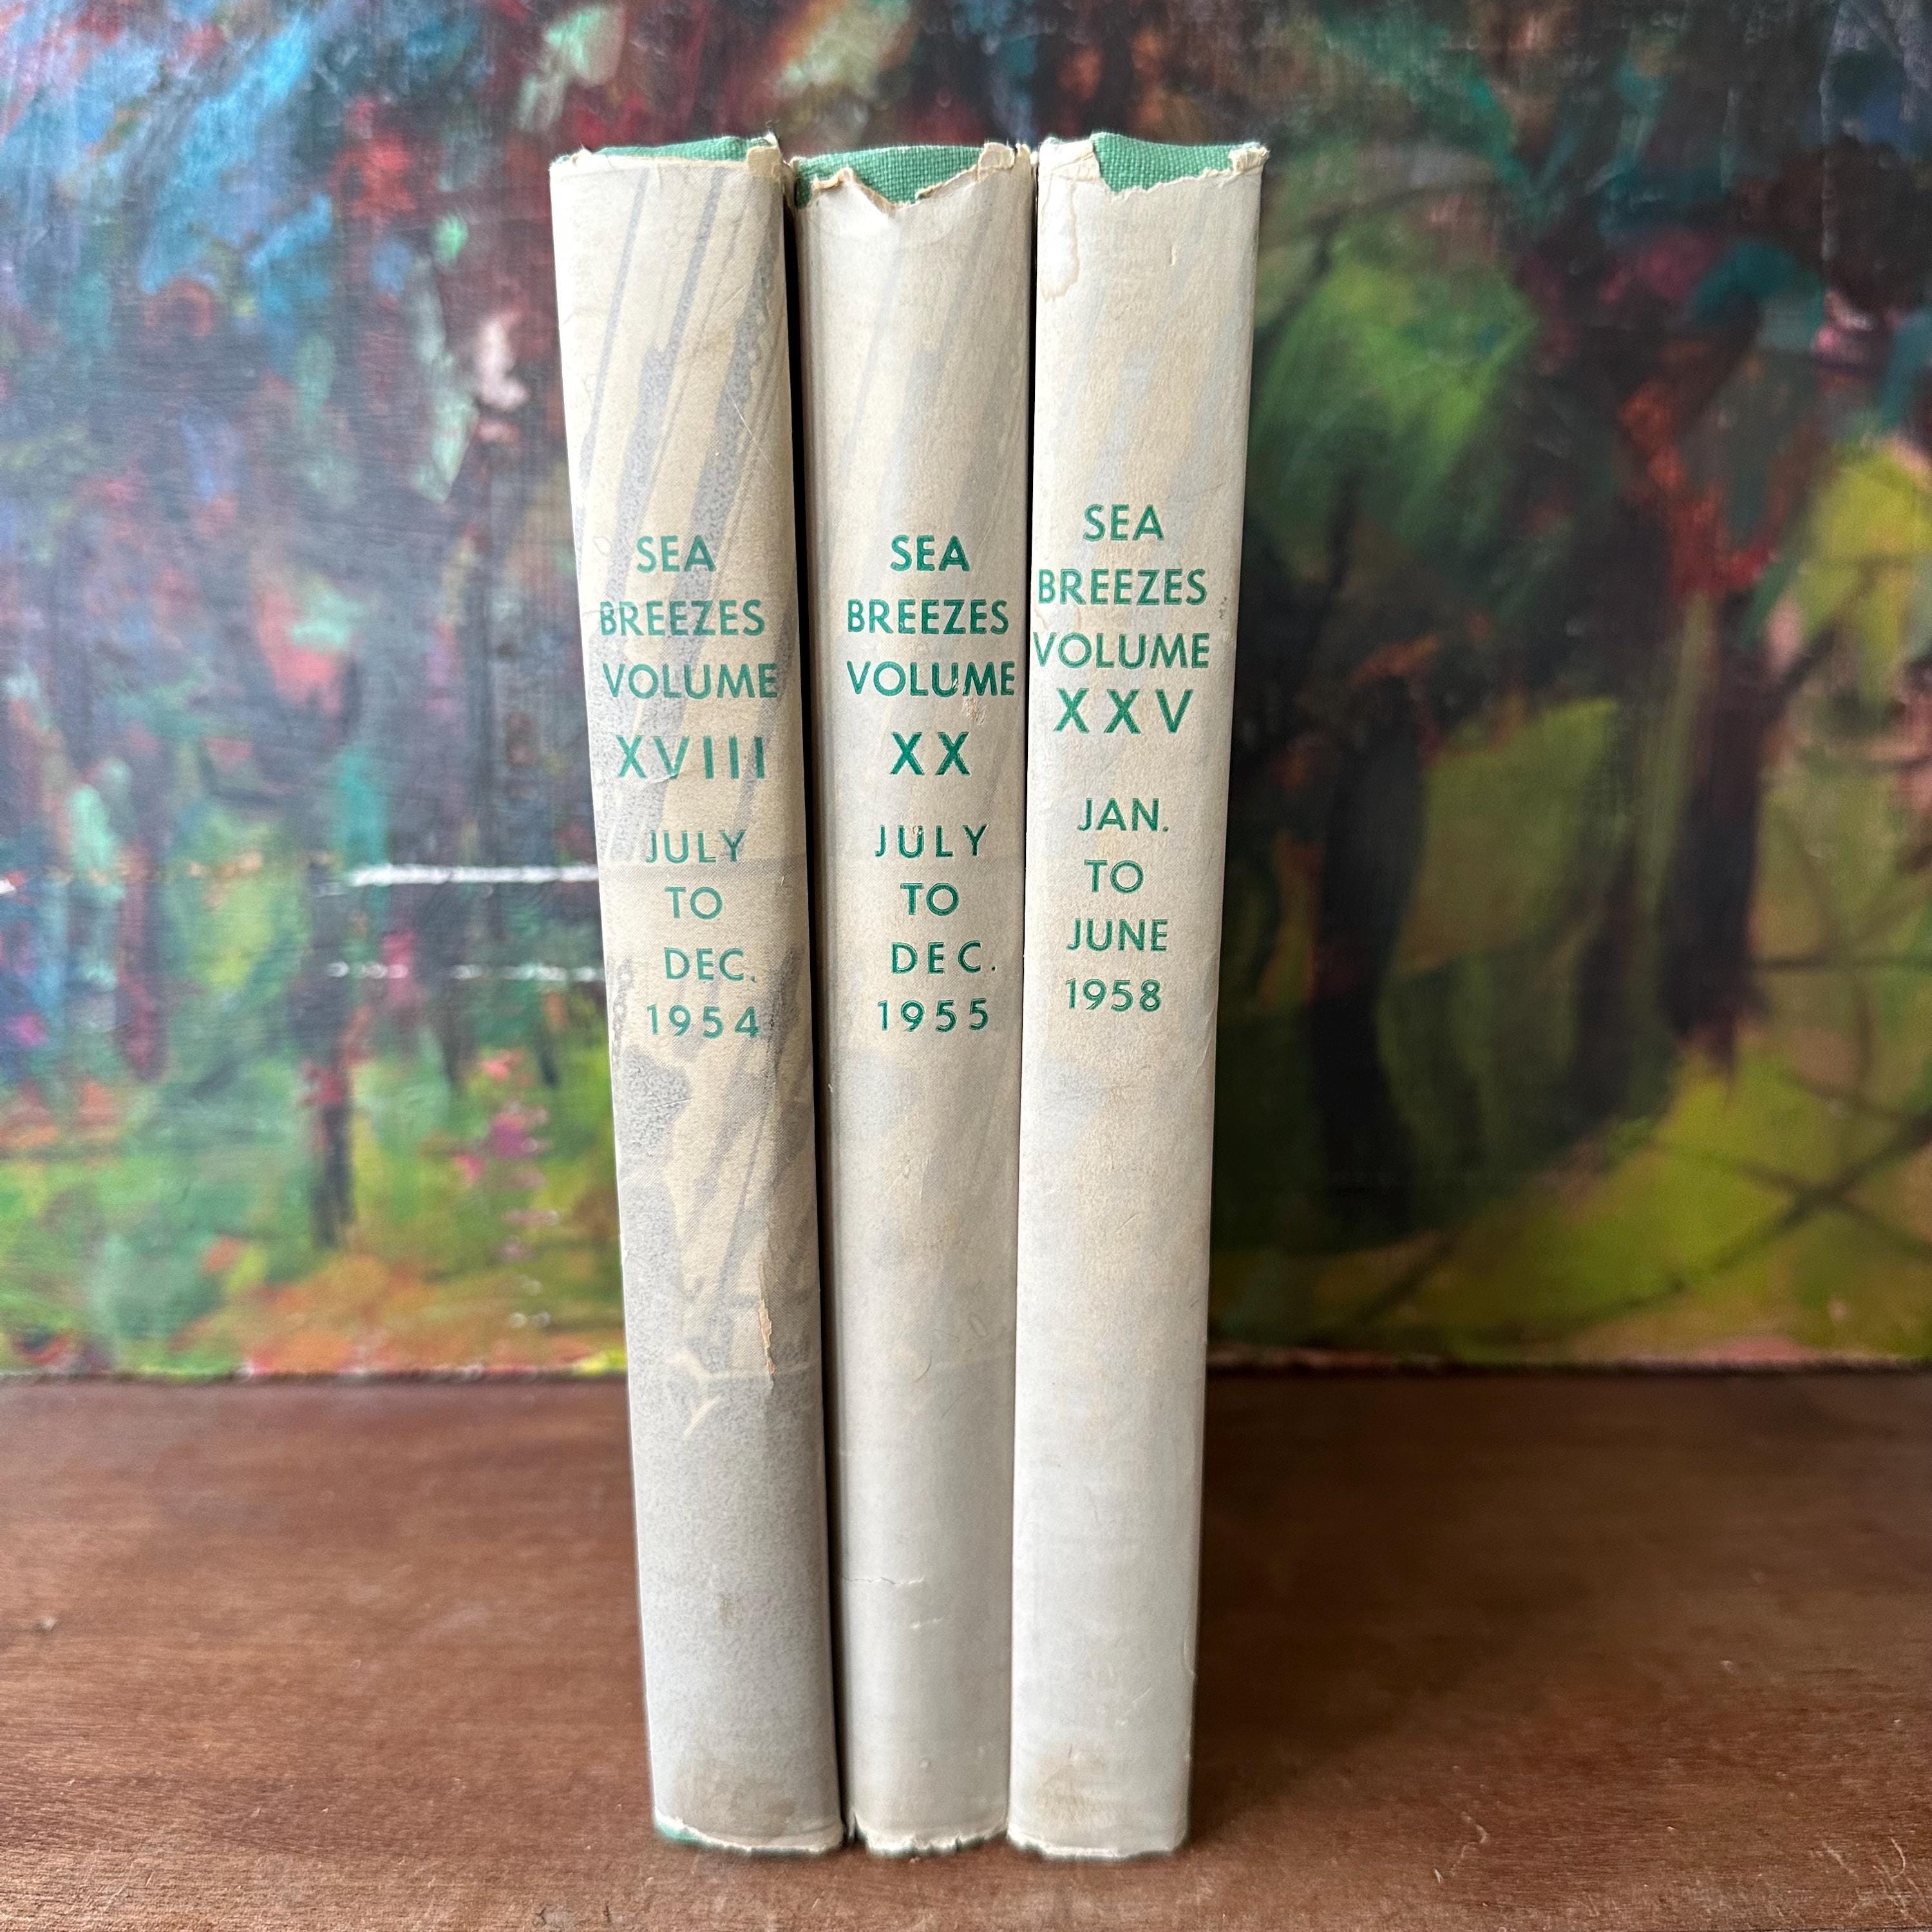 SEA
BREEZES
VOLUME
XVIII
JULY
TO
DEC.
1954
SEA
BREEZES
VOLUME
XX
JULY
TO
DEC.
1955
SEA
BREEZES
VOLUME
XXV
JAN.
TO
JUNE
1958